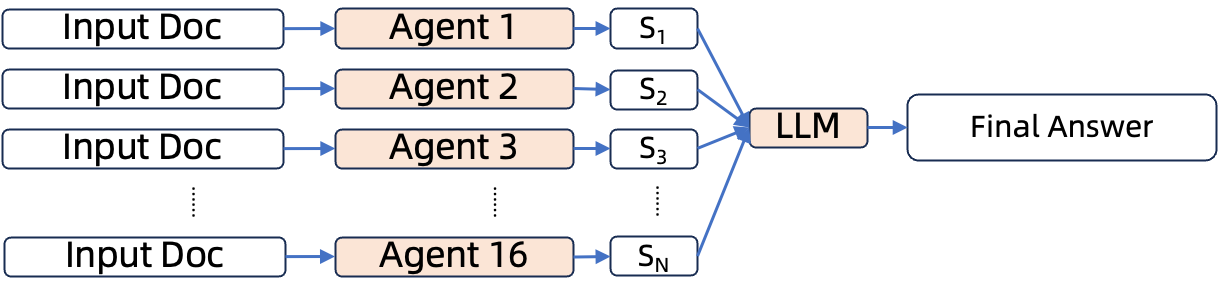 Input Doc Agent 1 S₁
Input Doc Agent 2 S₂
Input Doc Agent 3 S₃
LLM Final Answer
Input Doc Agent 16 S_N